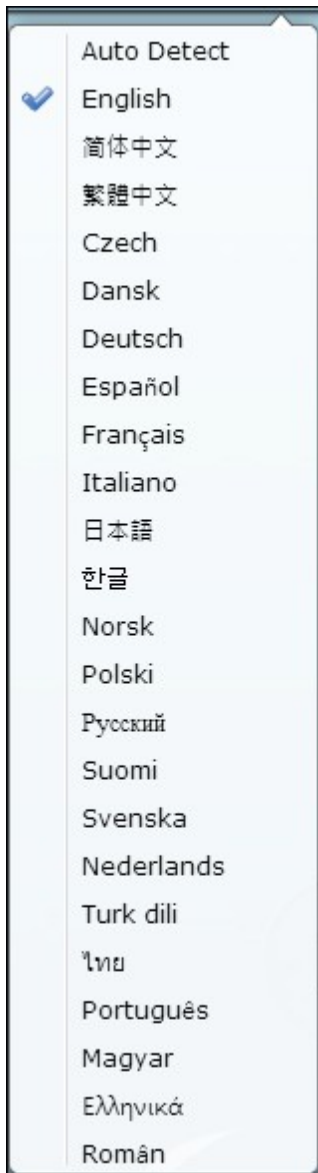 Auto Detect
English
简体中文
繁體中文
Czech
Dansk
Deutsch
Español
Français
Italiano
日本語
한글
Norsk
Polski
Русский
Suomi
Svenska
Nederlands
Turk dili
ไทย
Português
Magyar
Ελληνικά
Român